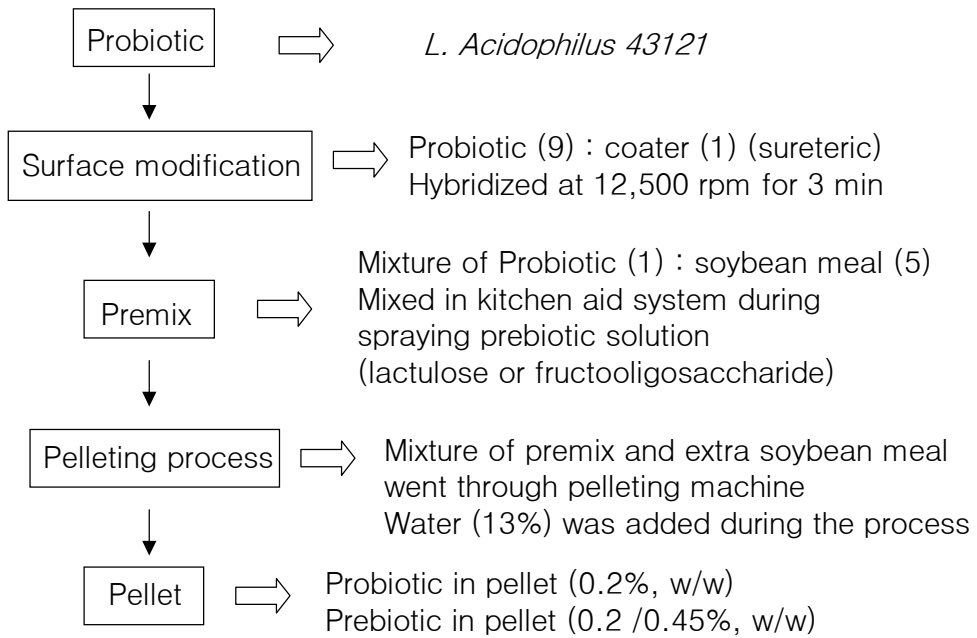 Probiotic
L. Acidophilus 43121
Surface modification
Probiotic (9) : coater (1) (sureteric)
Hybridized at 12,500 rpm for 3 min
Premix
Mixture of Probiotic (1) : soybean meal (5)
Mixed in kitchen aid system during
spraying prebiotic solution
(lactulose or fructooligosaccharide)
Pelleting process
Mixture of premix and extra soybean meal
went through pelleting machine
Water (13%) was added during the process
Pellet
Probiotic in pellet (0.2%, w/w)
Prebiotic in pellet (0.2 /0.45%, w/w)